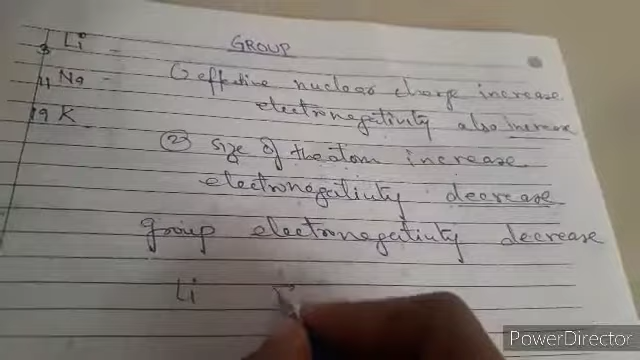 GROUP
3 Li -
11 Na - ① effective nuclear charge increase
electronegativity also increase
19 K
② size of the atom increase
electronegativity decrease
group electronegativity decrease
Li
PowerDirector